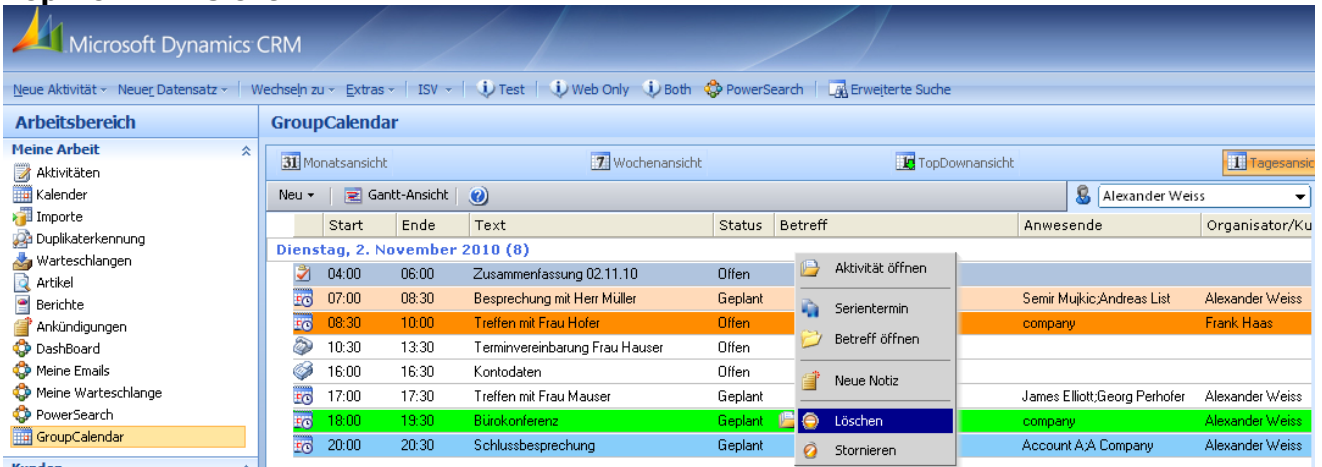 Microsoft Dynamics CRM
Neue Aktivität Neuer Datensatz Wechseln zu Extras ISV Test Web Only Both PowerSearch Erweiterte Suche
Arbeitsbereich
Meine Arbeit
Aktivitäten
Kalender
Importe
Duplikaterkennung
Warteschlangen
Artikel
Berichte
Ankündigungen
DashBoard
Meine Emails
Meine Warteschlange
PowerSearch
GroupCalendar
GroupCalendar
31 Monatsansicht 7 Wochenansicht TopDownansicht 1 Tagesansic
Neu Gantt-Ansicht Alexander Weiss
Start Ende Text Status Betreff Anwesende Organisator/Ku
Dienstag, 2. November 2010 (8)
04:00 06:00 Zusammenfassung 02.11.10 Offen
07:00 08:30 Besprechung mit Herr Müller Geplant Semir Mujkic;Andreas List Alexander Weiss
08:30 10:00 Treffen mit Frau Hofer Offen company Frank Haas
10:30 13:30 Terminvereinbarung Frau Hauser Offen
16:00 16:30 Kontodaten Offen
17:00 17:30 Treffen mit Frau Mauser Geplant James Elliott;Georg Perhofer Alexander Weiss
18:00 19:30 Bürokonferenz Geplant company Alexander Weiss
20:00 20:30 Schlussbesprechung Geplant Account A;A Company Alexander Weiss
Aktivität öffnen
Serientermin
Betreff öffnen
Neue Notiz
Löschen
Stornieren